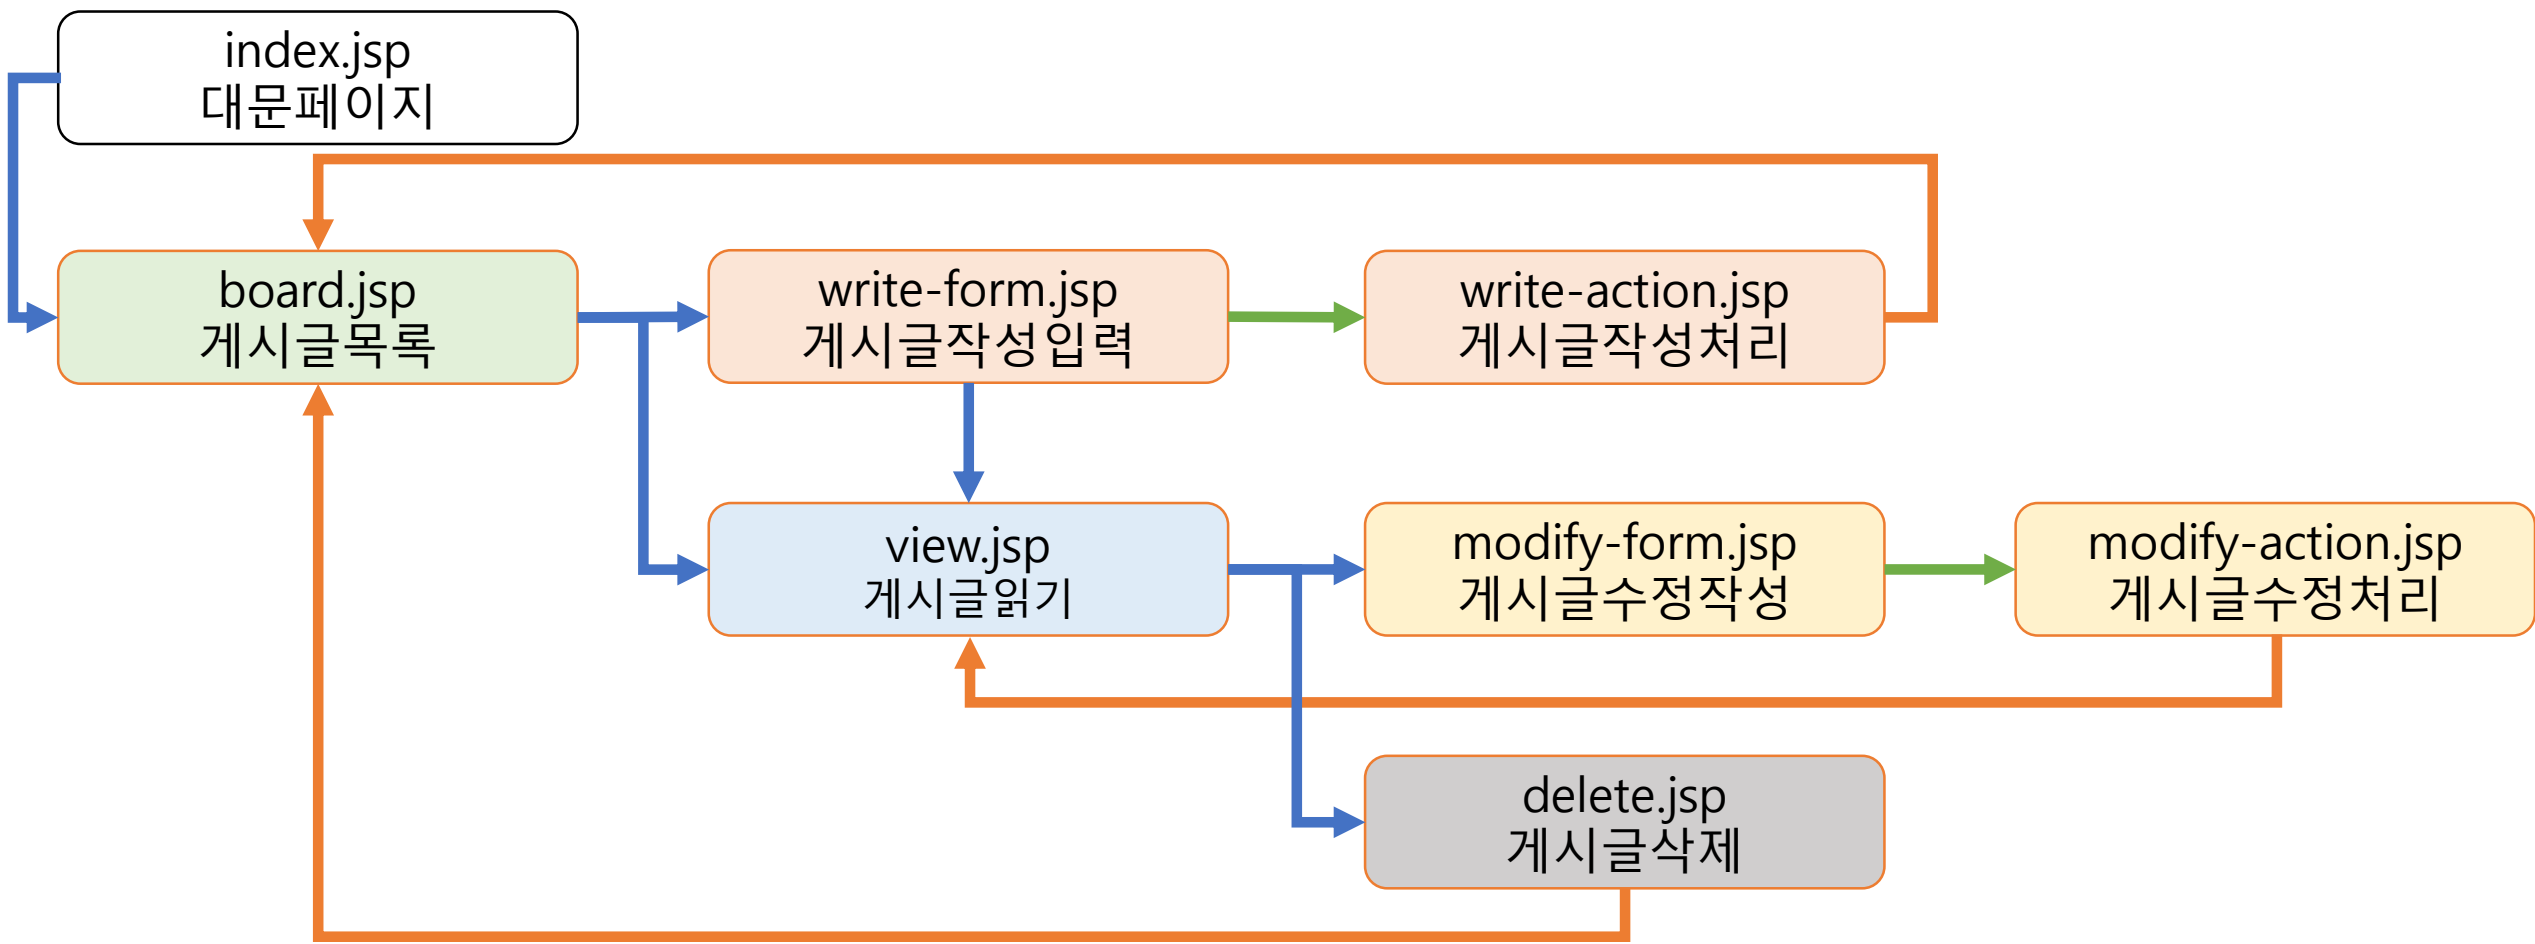 index.jsp
대문페이지
board.jsp
게시글목록
write-form.jsp
게시글작성입력
write-action.jsp
게시글작성처리
view.jsp
게시글읽기
modify-form.jsp
게시글수정작성
modify-action.jsp
게시글수정처리
delete.jsp
게시글삭제